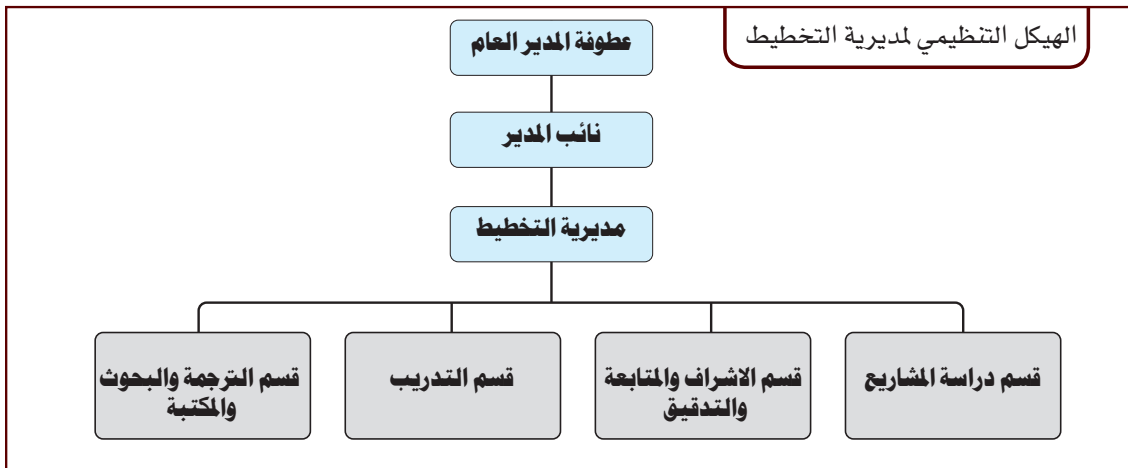 الهيكل التنظيمي لمديرية التخطيط
عطوفة المدير العام
نائب المدير
مديرية التخطيط
قسم دراسة المشاريع
قسم الاشراف والمتابعة
والتدقيق
قسم التدريب
قسم الترجمة والبحوث
والمكتبة